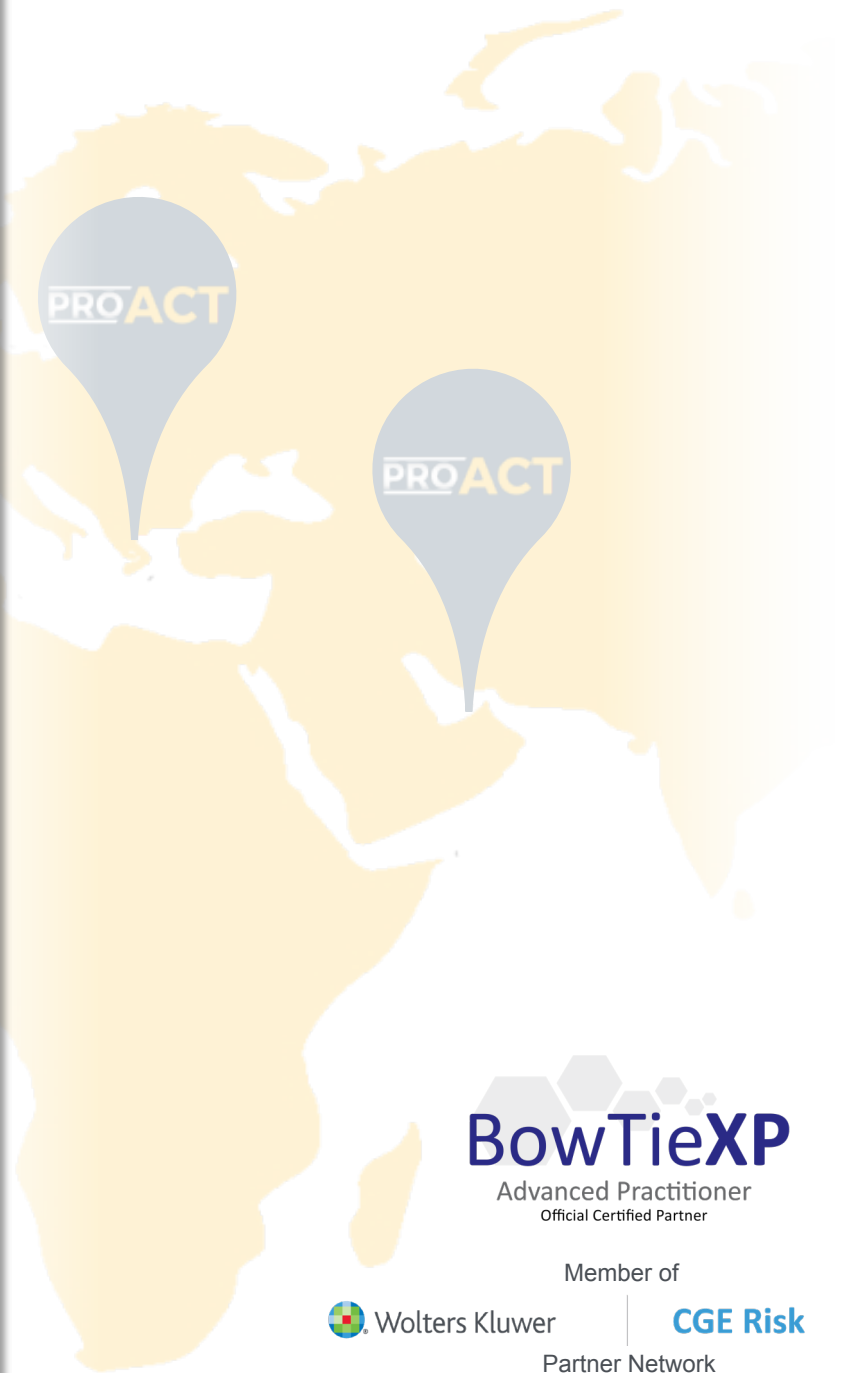 PROACT
PROACT
BowTieXP
Advanced Practitioner
Official Certified Partner
Member of
Wolters Kluwer
CGE Risk
Partner Network